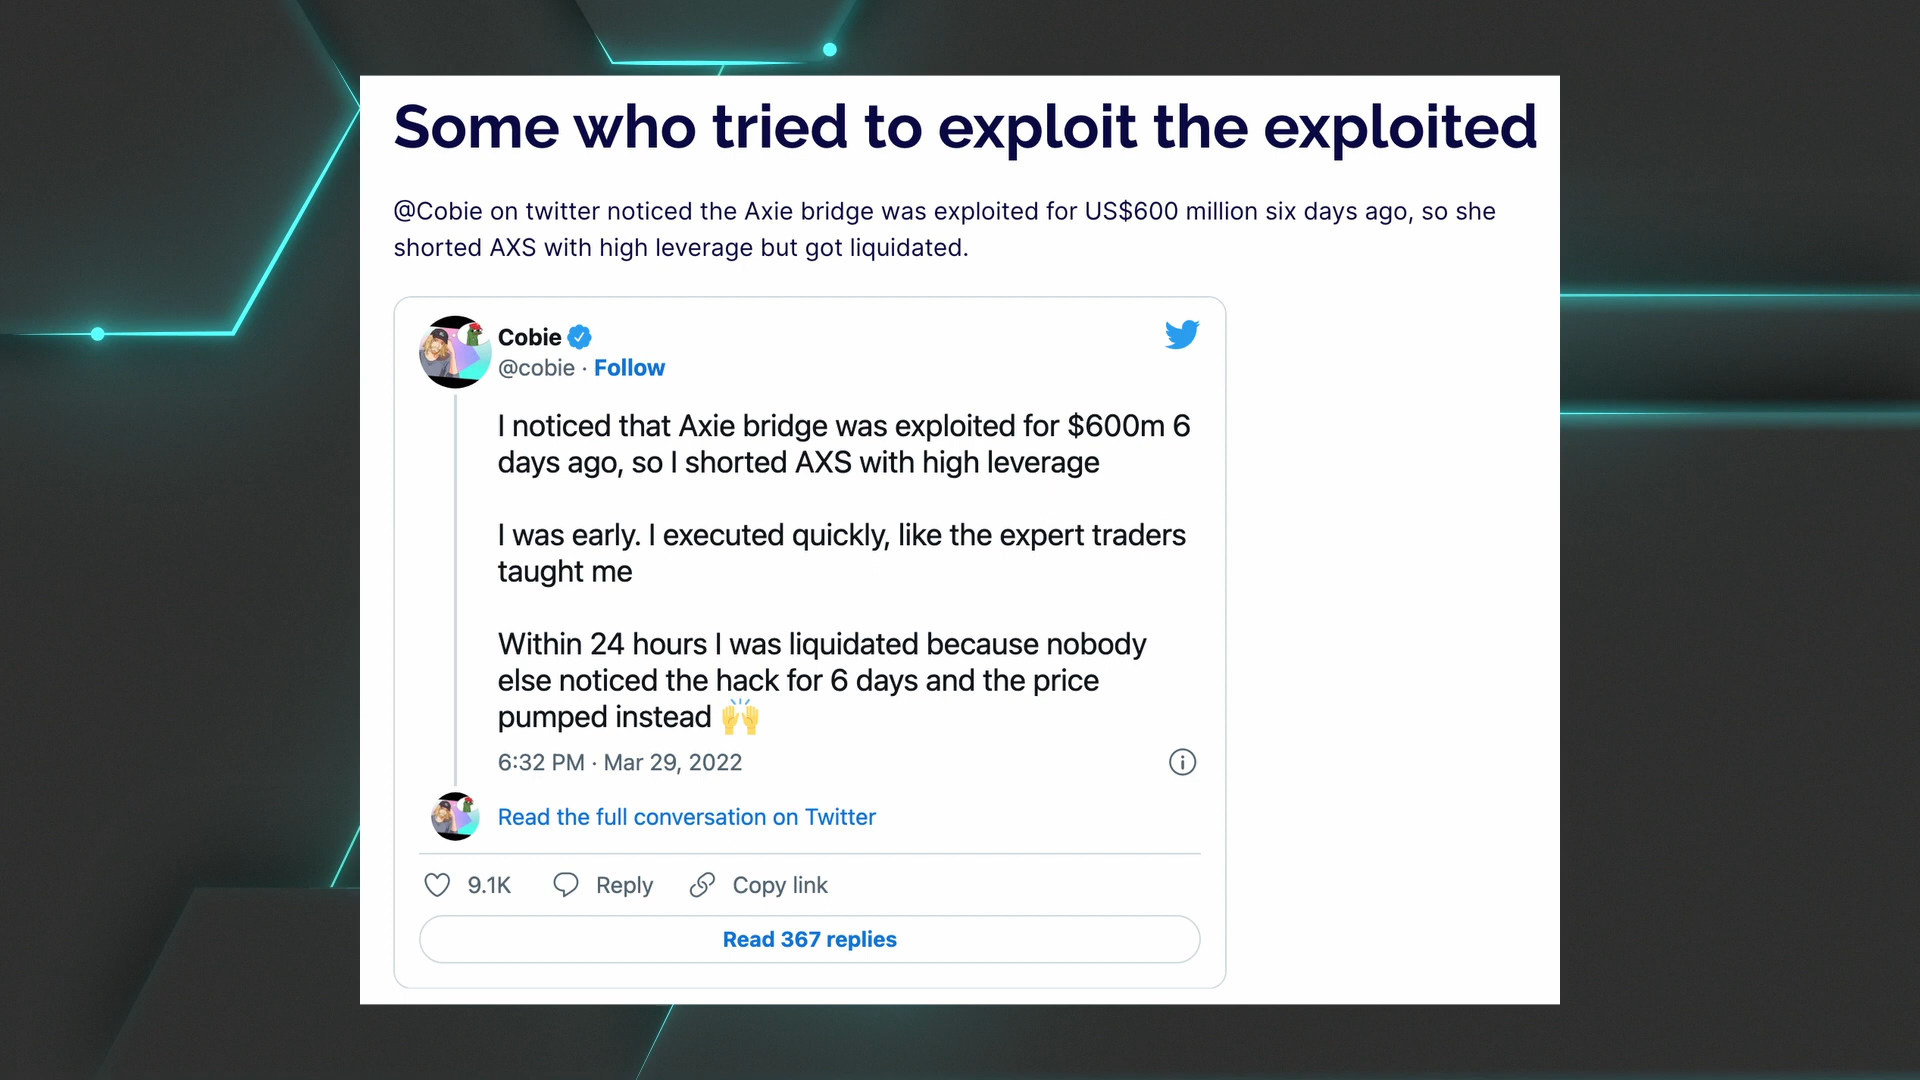 Some who tried to exploit the exploited
@Cobie on twitter noticed the Axie bridge was exploited for US$600 million six days ago, so she
shorted AXS with high leverage but got liquidated.
Cobie
@cobie · Follow
I noticed that Axie bridge was exploited for $600m 6
days ago, so I shorted AXS with high leverage
I was early. I executed quickly, like the expert traders
taught me
Within 24 hours I was liquidated because nobody
else noticed the hack for 6 days and the price
pumped instead 🙌
6:32 PM · Mar 29, 2022
Read the full conversation on Twitter
9.1K Reply Copy link
Read 367 replies